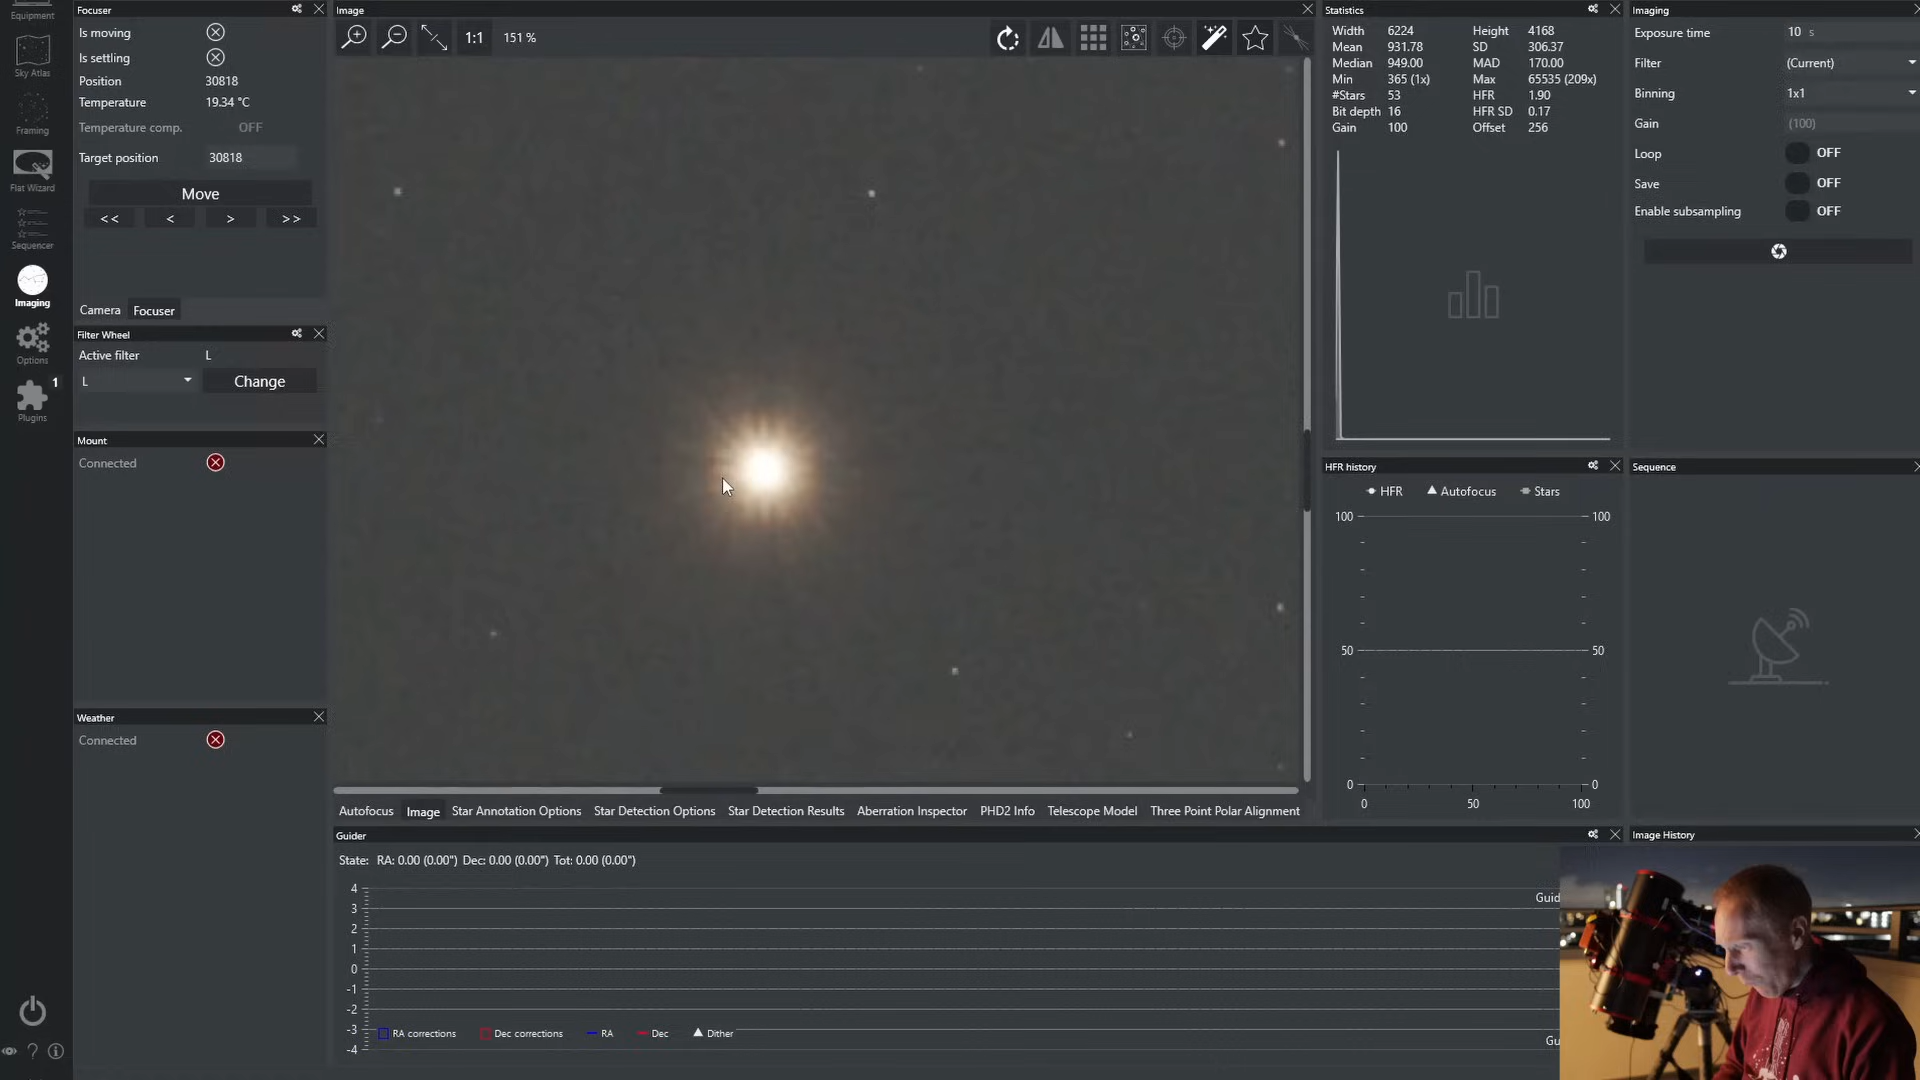 Equipment
Sky Atlas
Framing
Flat Wizard
Sequencer
Imaging
Options
1
Plugins
Focuser
Is moving
Is settling
Position 30818
Temperature 19.34 °C
Temperature comp. OFF
Target position 30818
Move
<< < > >>
Camera Focuser
Filter Wheel
Active filter L
L Change
Mount
Connected
Weather
Connected
Image
1:1 151 %
Autofocus Image Star Annotation Options Star Detection Options Star Detection Results Aberration Inspector PHD2 Info Telescope Model Three Point Polar Alignment
Guider
State: RA: 0.00 (0.00") Dec: 0.00 (0.00") Tot: 0.00 (0.00")
4
3
2
1
0
-1
-2
-3
-4
Guid
Gu
RA corrections Dec corrections RA Dec Dither
Statistics
Width 6224 Height 4168
Mean 931.78 SD 306.37
Median 949.00 MAD 170.00
Min 365 (1x) Max 65535 (209x)
#Stars 53 HFR 1.90
Bit depth 16 HFR SD 0.17
Gain 100 Offset 256
HFR history
HFR Autofocus Stars
100 100
50 50
0 0
0 50 100
Imaging
Exposure time 10 s
Filter (Current)
Binning 1x1
Gain (100)
Loop OFF
Save OFF
Enable subsampling OFF
Sequence
Image History